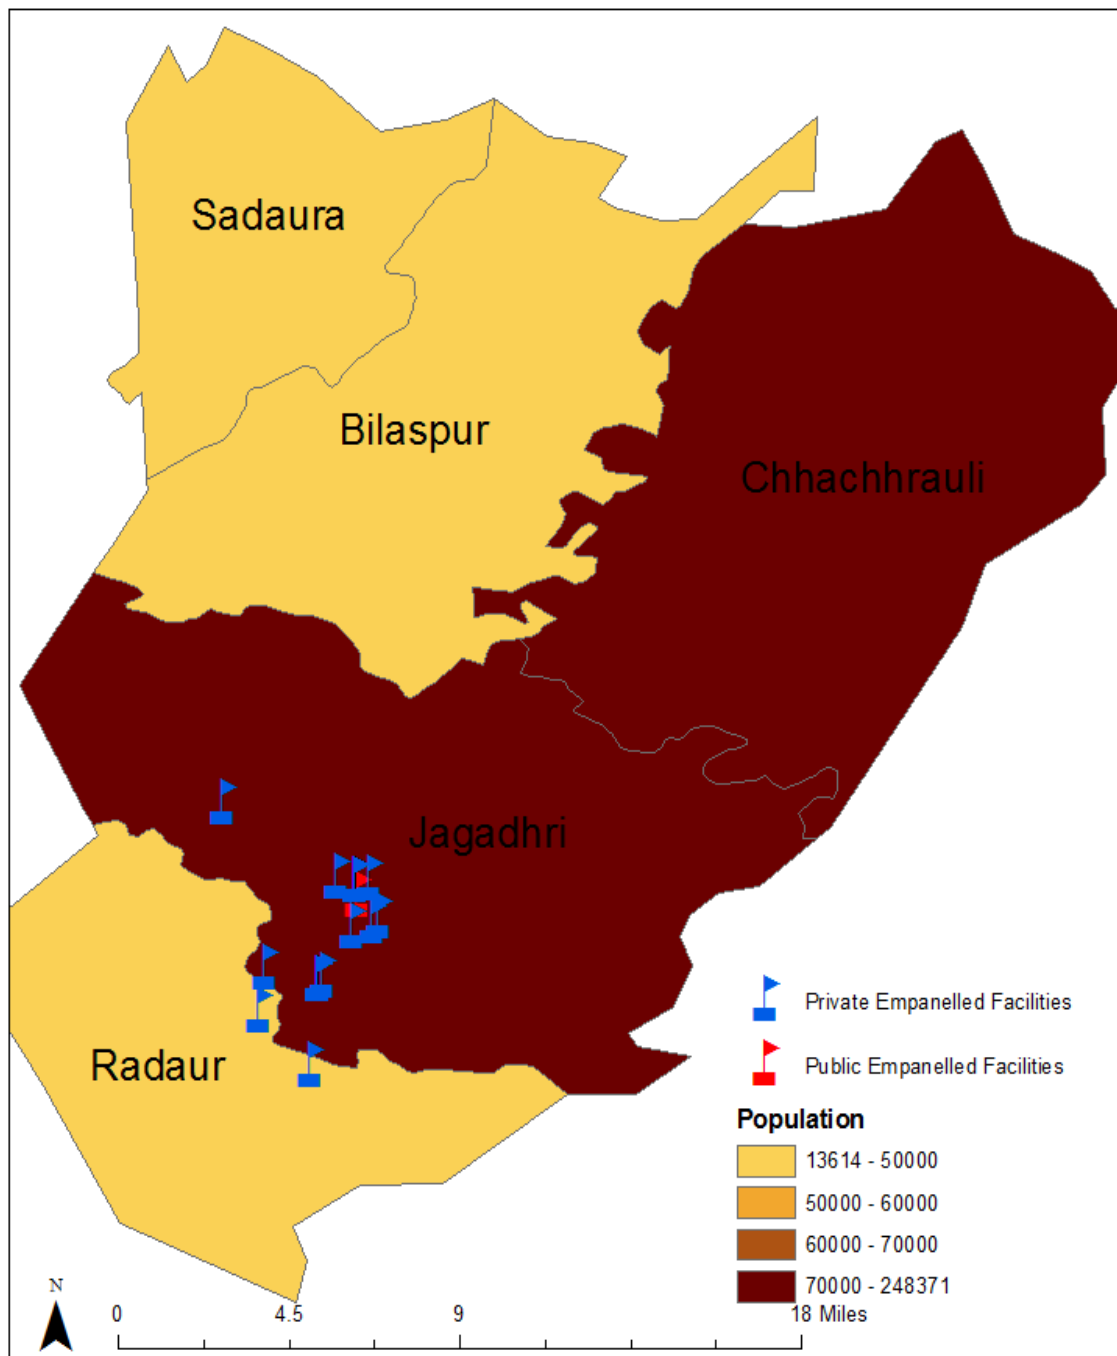 Sadaura
Bilaspur
Chhachhrauli
Jagadhri
Radaur
Private Empanelled Facilities
Public Empanelled Facilities
Population
13614 - 50000
50000 - 60000
60000 - 70000
70000 - 248371
N
0 4.5 9 18 Miles